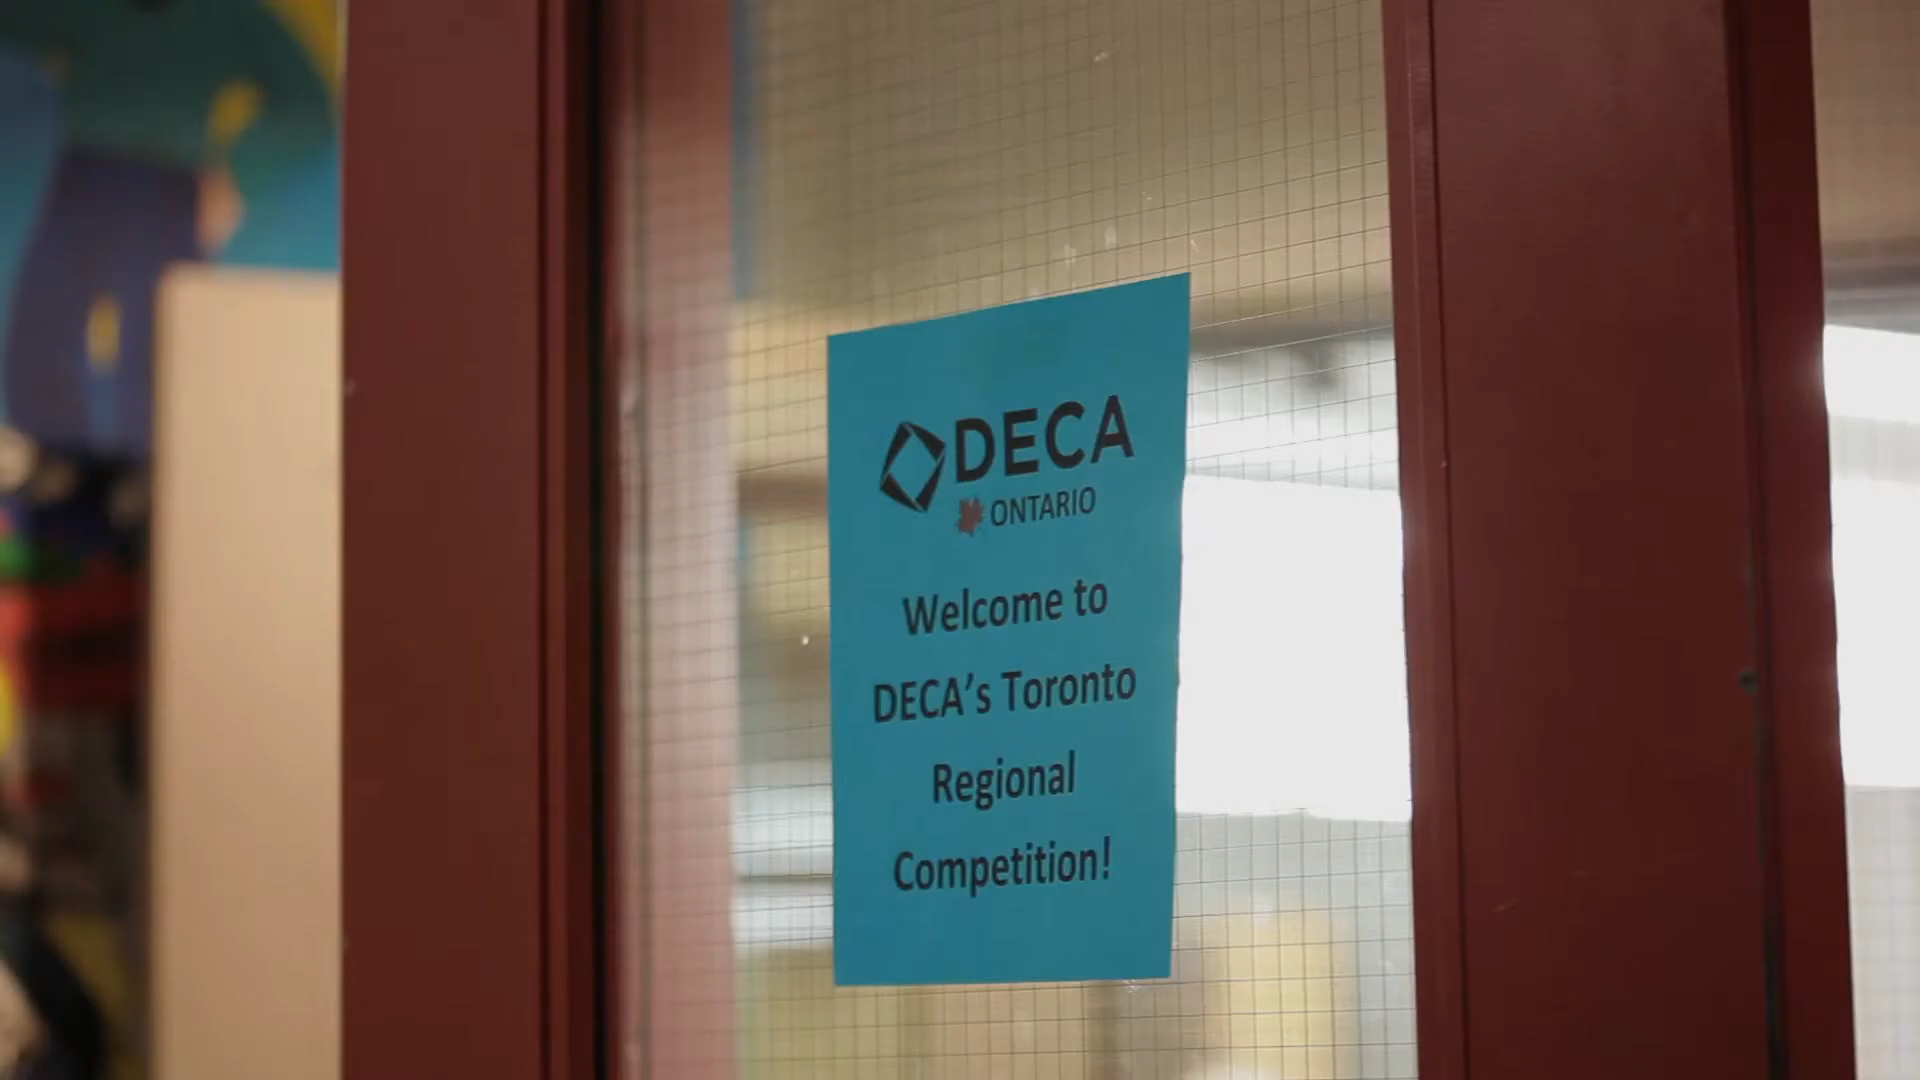 DECA
ONTARIO
Welcome to
DECA's Toronto
Regional
Competition!